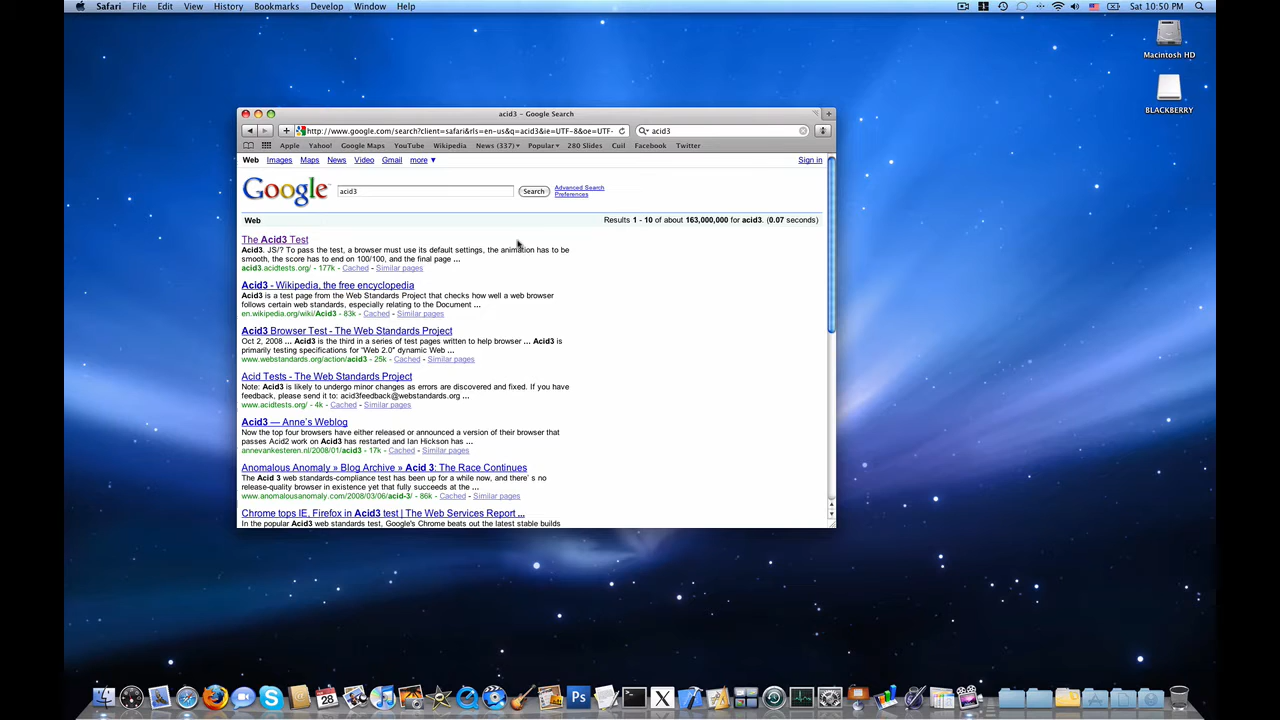 Safari File Edit View History Bookmarks Develop Window Help Sat 10:50 PM
Macintosh HD
BLACKBERRY
acid3 – Google Search
http://www.google.com/search?client=safari&rls=en-us&q=acid3&ie=UTF-8&oe=UTF- acid3
Apple Yahoo! Google Maps YouTube Wikipedia News (337)▾ Popular▾ 280 Slides Cuil Facebook Twitter
Web Images Maps News Video Gmail more ▼ Sign in
Google acid3 Search Advanced Search
Preferences
Web Results 1 - 10 of about 163,000,000 for acid3. (0.07 seconds)
The Acid3 Test
Acid3. JS/? To pass the test, a browser must use its default settings, the animation has to be
smooth, the score has to end on 100/100, and the final page ...
acid3.acidtests.org/ - 177k - Cached - Similar pages
Acid3 - Wikipedia, the free encyclopedia
Acid3 is a test page from the Web Standards Project that checks how well a web browser
follows certain web standards, especially relating to the Document ...
en.wikipedia.org/wiki/Acid3 - 83k - Cached - Similar pages
Acid3 Browser Test - The Web Standards Project
Oct 2, 2008 ... Acid3 is the third in a series of test pages written to help browser ... Acid3 is
primarily testing specifications for "Web 2.0" dynamic Web ...
www.webstandards.org/action/acid3 - 25k - Cached - Similar pages
Acid Tests - The Web Standards Project
Note: Acid3 is likely to undergo minor changes as errors are discovered and fixed. If you have
feedback, please send it to: acid3feedback@webstandards.org ...
www.acidtests.org/ - 4k - Cached - Similar pages
Acid3 — Anne's Weblog
Now the top four browsers have either released or announced a version of their browser that
passes Acid2 work on Acid3 has restarted and Ian Hickson has ...
annevankesteren.nl/2008/01/acid3 - 17k - Cached - Similar pages
Anomalous Anomaly » Blog Archive » Acid 3: The Race Continues
The Acid 3 web standards-compliance test has been up for a while now, and there' s no
release-quality browser in existence yet that fully succeeds at the ...
www.anomalousanomaly.com/2008/03/06/acid-3/ - 86k - Cached - Similar pages
Chrome tops IE, Firefox in Acid3 test | The Web Services Report ...
In the popular Acid3 web standards test, Google's Chrome beats out the latest stable builds
28 Ps X